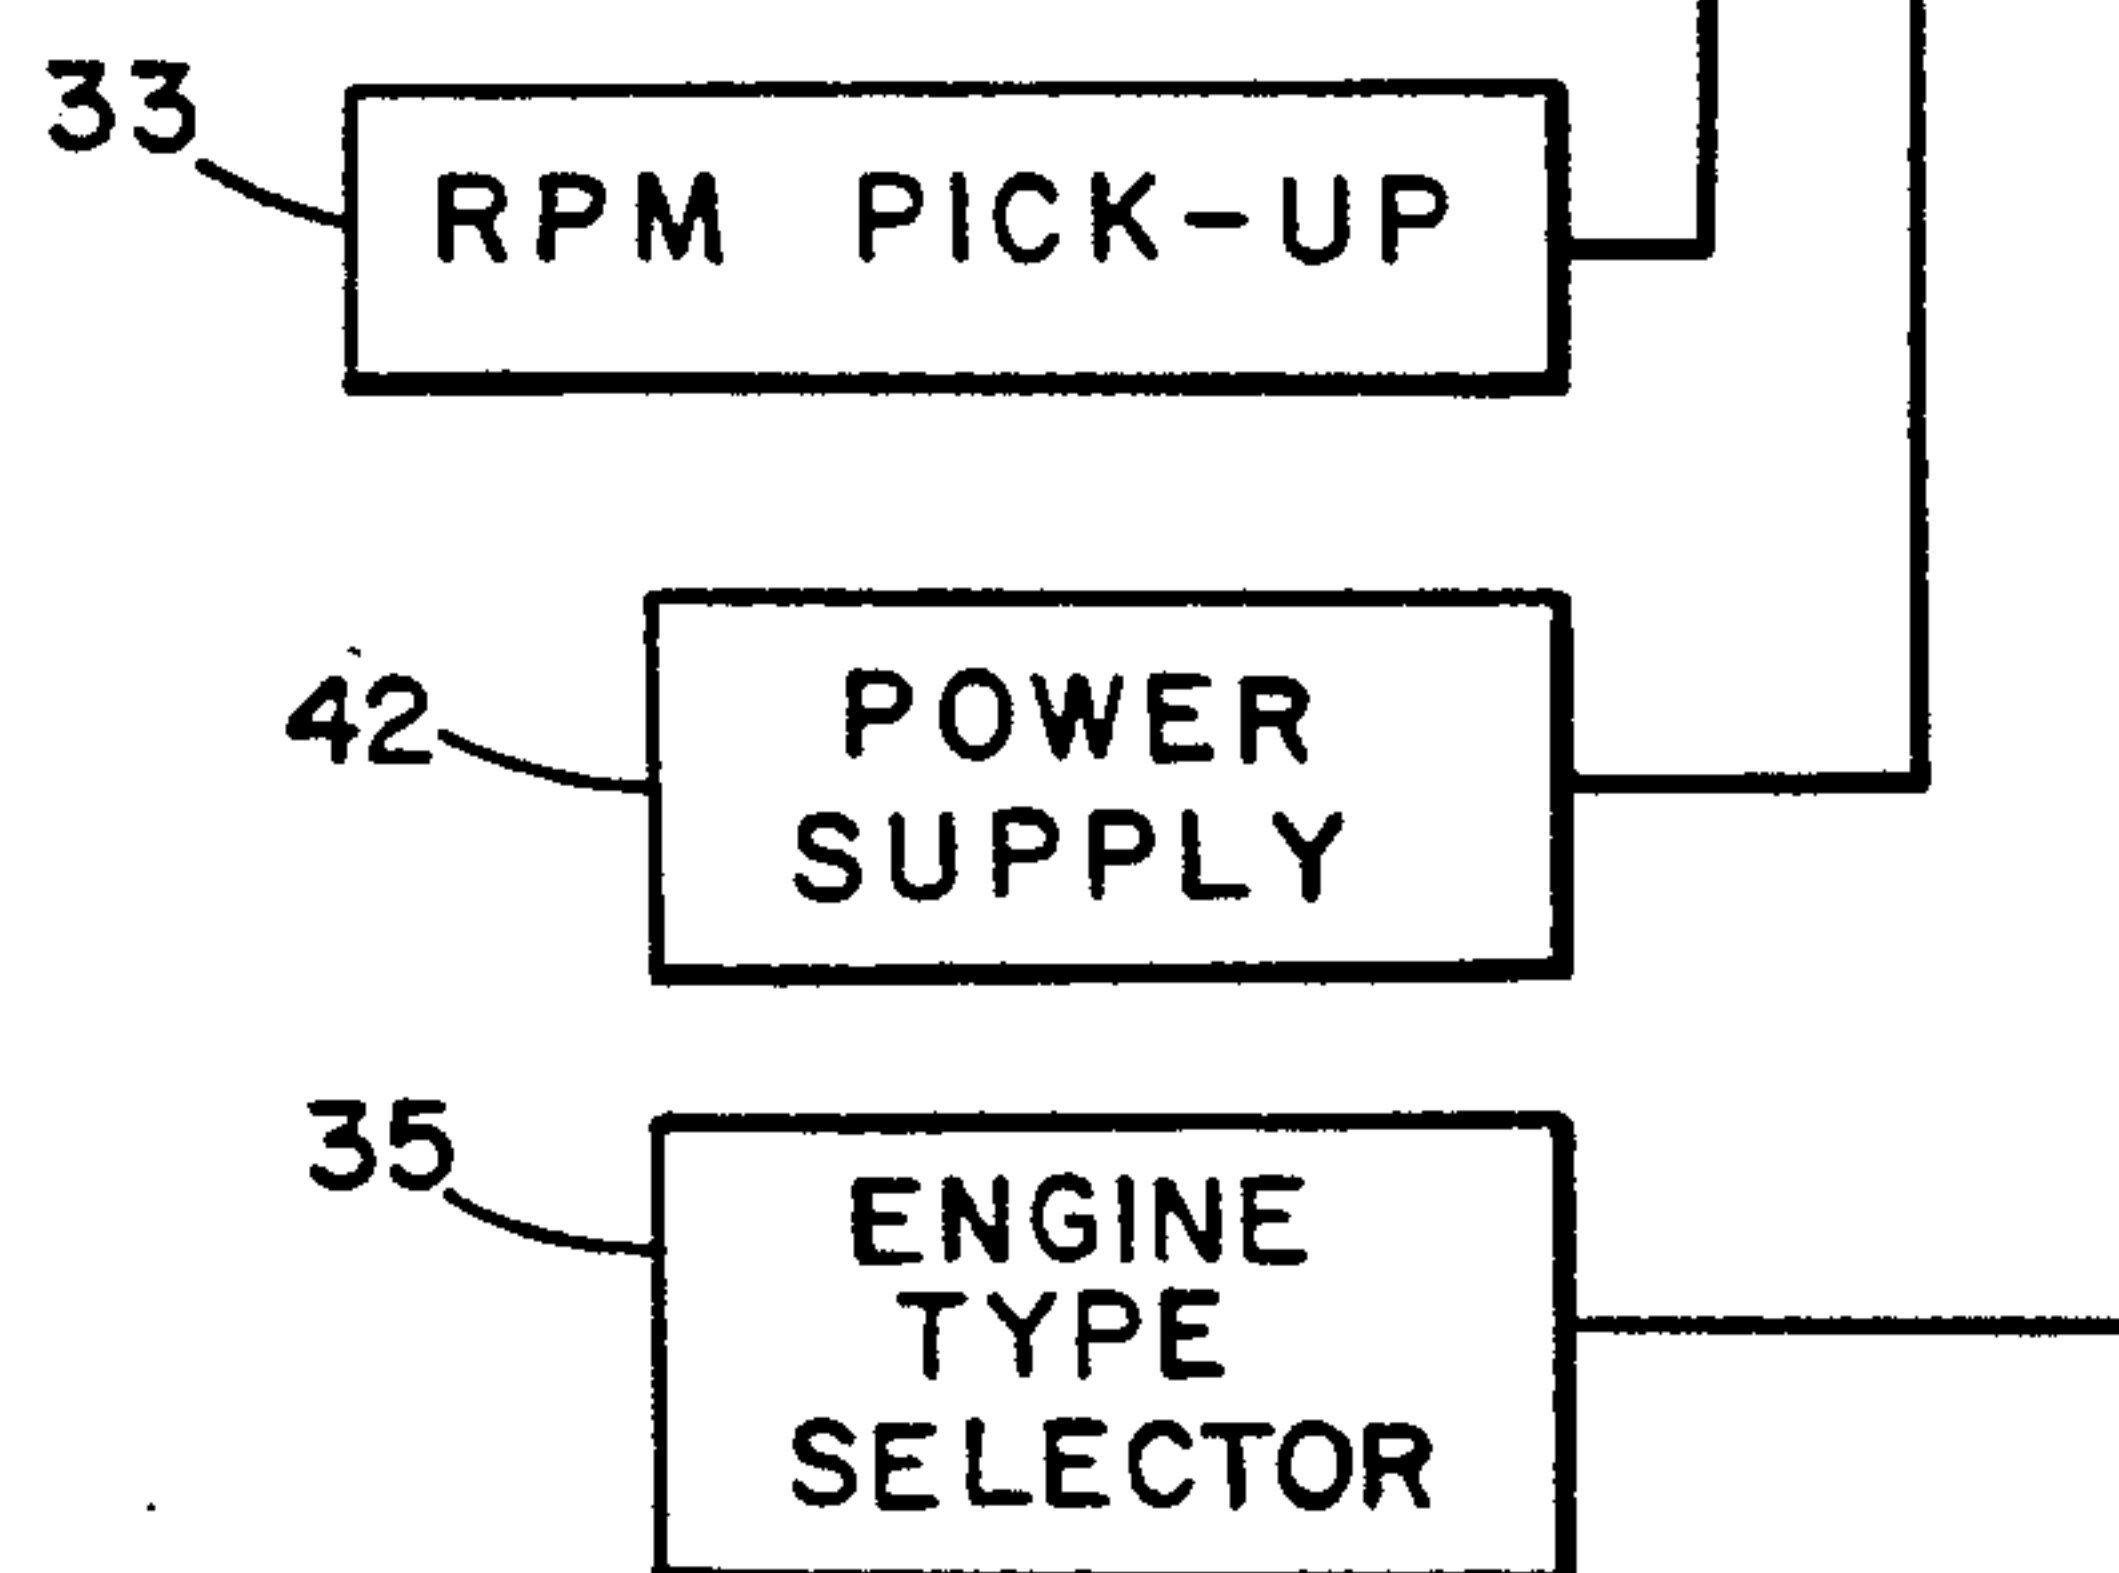 33
RPM PICK-UP
42
POWER
SUPPLY
35
ENGINE
TYPE
SELECTOR